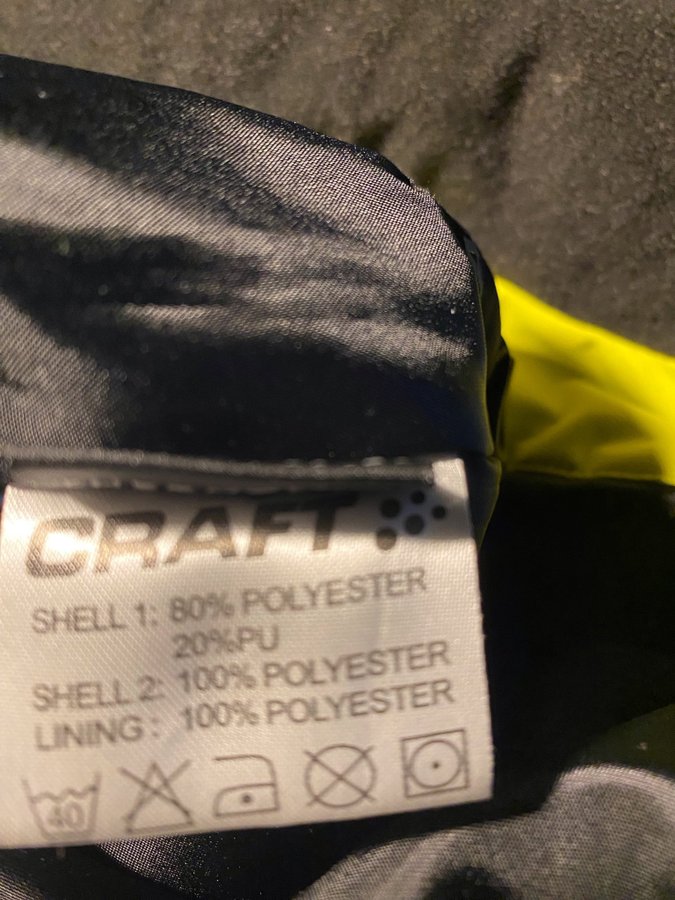 CRAFT
SHELL 1: 80% POLYESTER
20%PU
SHELL 2: 100% POLYESTER
LINING: 100% POLYESTER
40